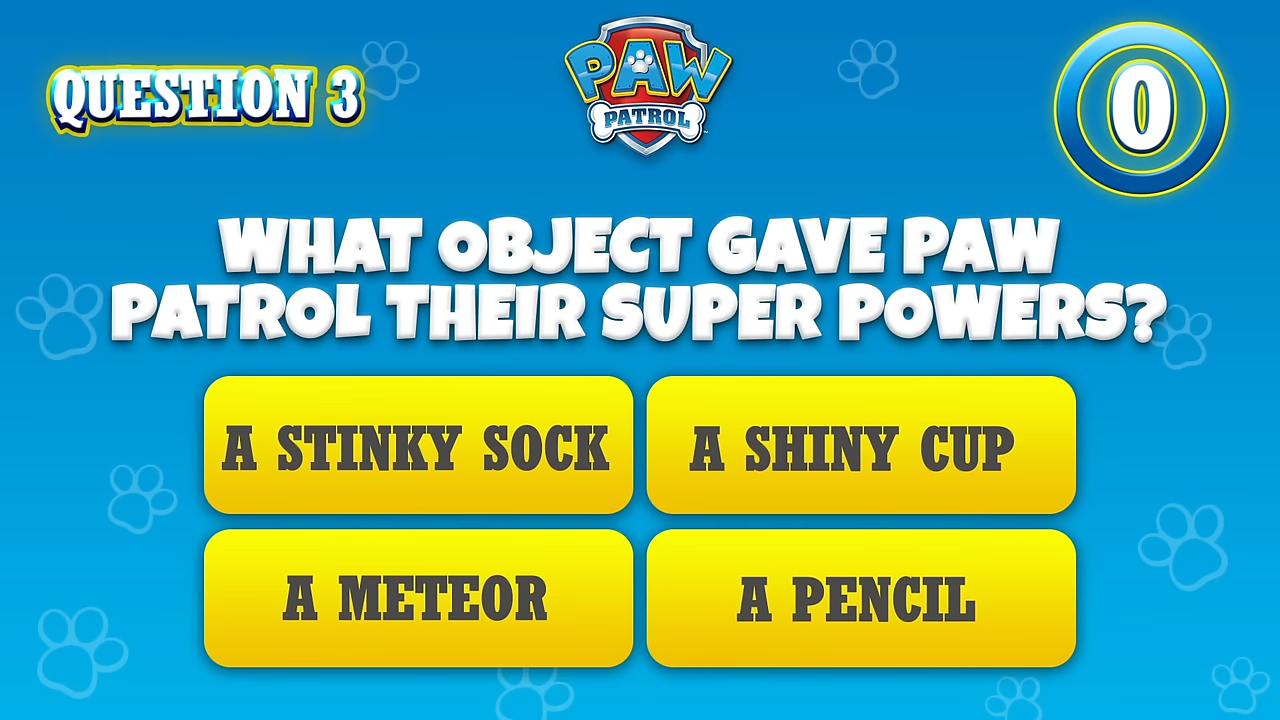 QUESTION 3
PAW
PATROL
0
WHAT OBJECT GAVE PAW
PATROL THEIR SUPER POWERS?
A STINKY SOCK
A SHINY CUP
A METEOR
A PENCIL